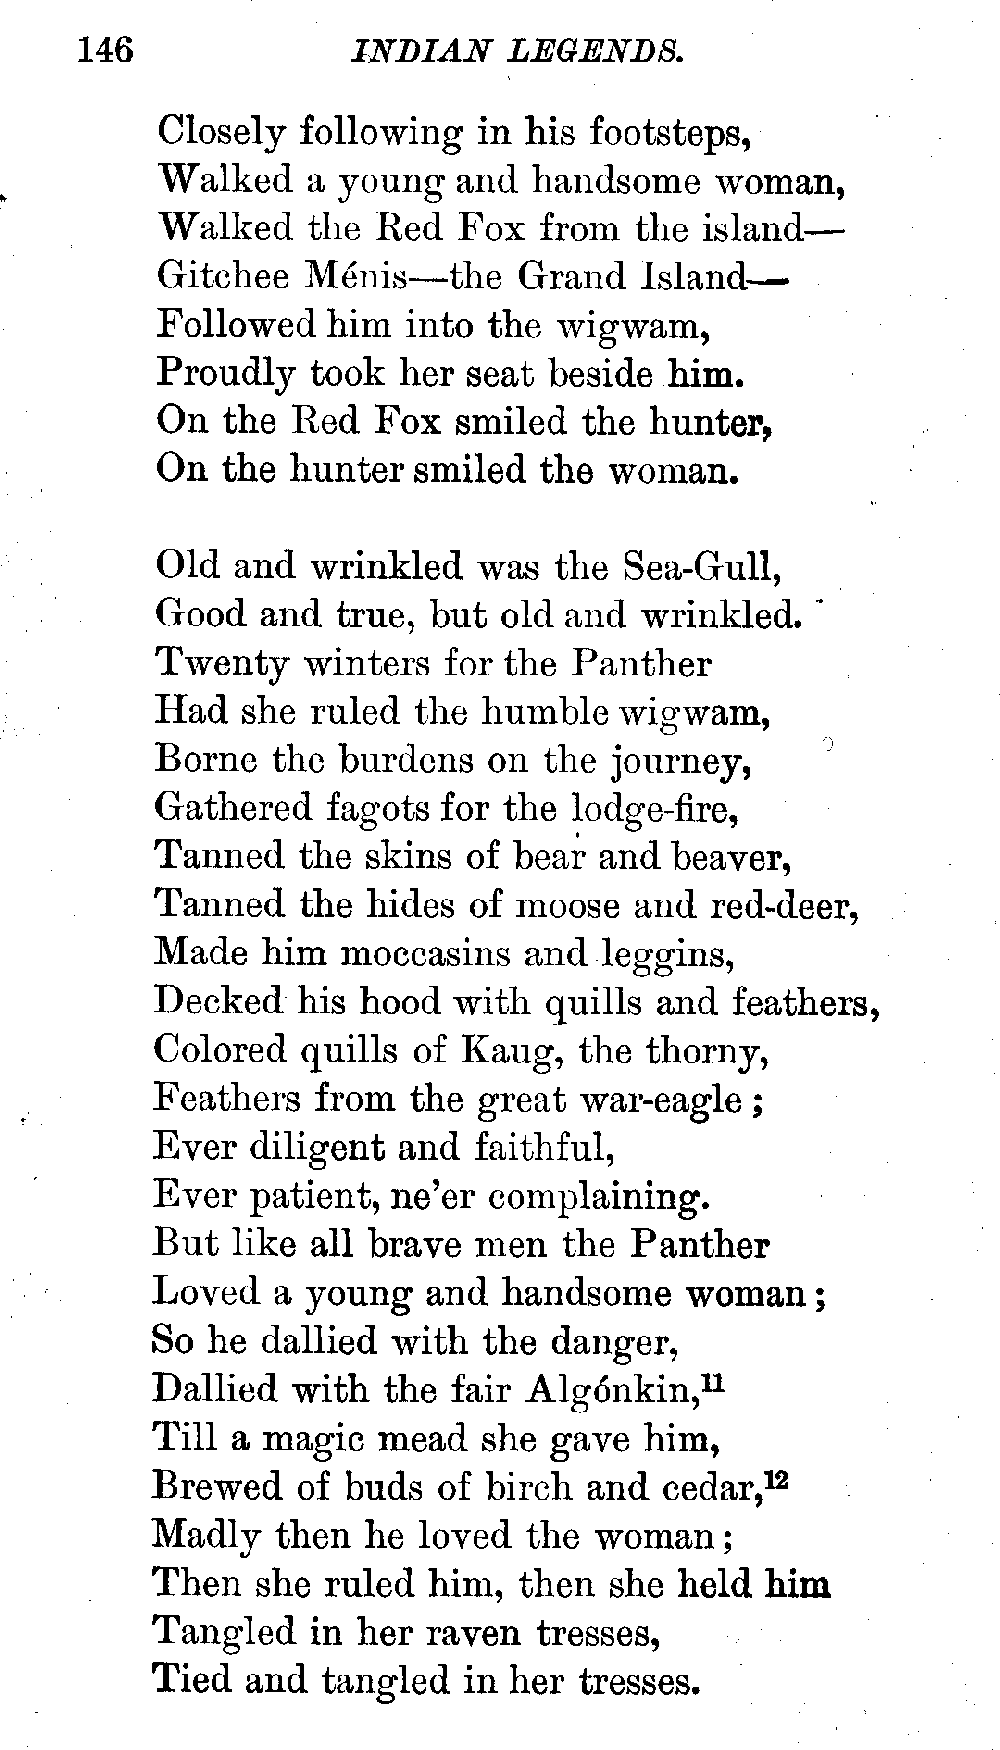 146 INDIAN LEGENDS.
Closely following in his footsteps,
Walked a young and handsome woman,
Walked the Red Fox from the island—
Gitchee Ménis—the Grand Island—
Followed him into the wigwam,
Proudly took her seat beside him.
On the Red Fox smiled the hunter,
On the hunter smiled the woman.

Old and wrinkled was the Sea-Gull,
Good and true, but old and wrinkled.
Twenty winters for the Panther
Had she ruled the humble wigwam,
Borne the burdens on the journey,
Gathered fagots for the lodge-fire,
Tanned the skins of bear and beaver,
Tanned the hides of moose and red-deer,
Made him moccasins and leggins,
Decked his hood with quills and feathers,
Colored quills of Kaug, the thorny,
Feathers from the great war-eagle;
Ever diligent and faithful,
Ever patient, ne'er complaining.
But like all brave men the Panther
Loved a young and handsome woman;
So he dallied with the danger,
Dallied with the fair Algónkin,¹¹
Till a magic mead she gave him,
Brewed of buds of birch and cedar,¹²
Madly then he loved the woman;
Then she ruled him, then she held him
Tangled in her raven tresses,
Tied and tangled in her tresses.